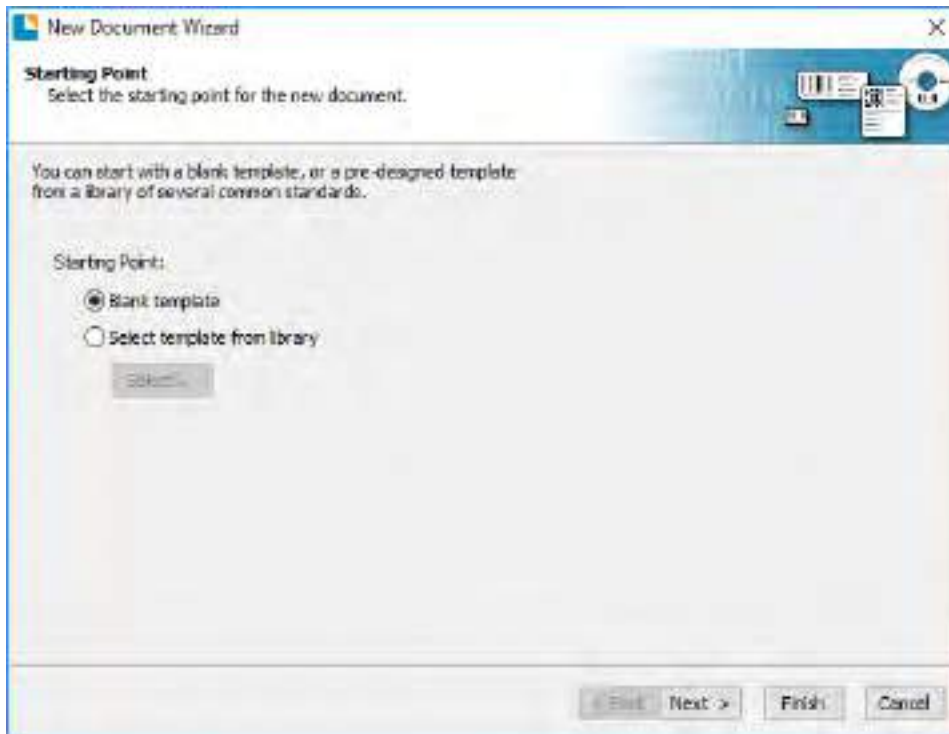 New Document Wizard
Starting Point
Select the starting point for the new document.
You can start with a blank template, or a pre-designed template
from a library of several common standards.
Starting Point:
Blank template
Select template from library
Select...
< Back Next > Finish Cancel